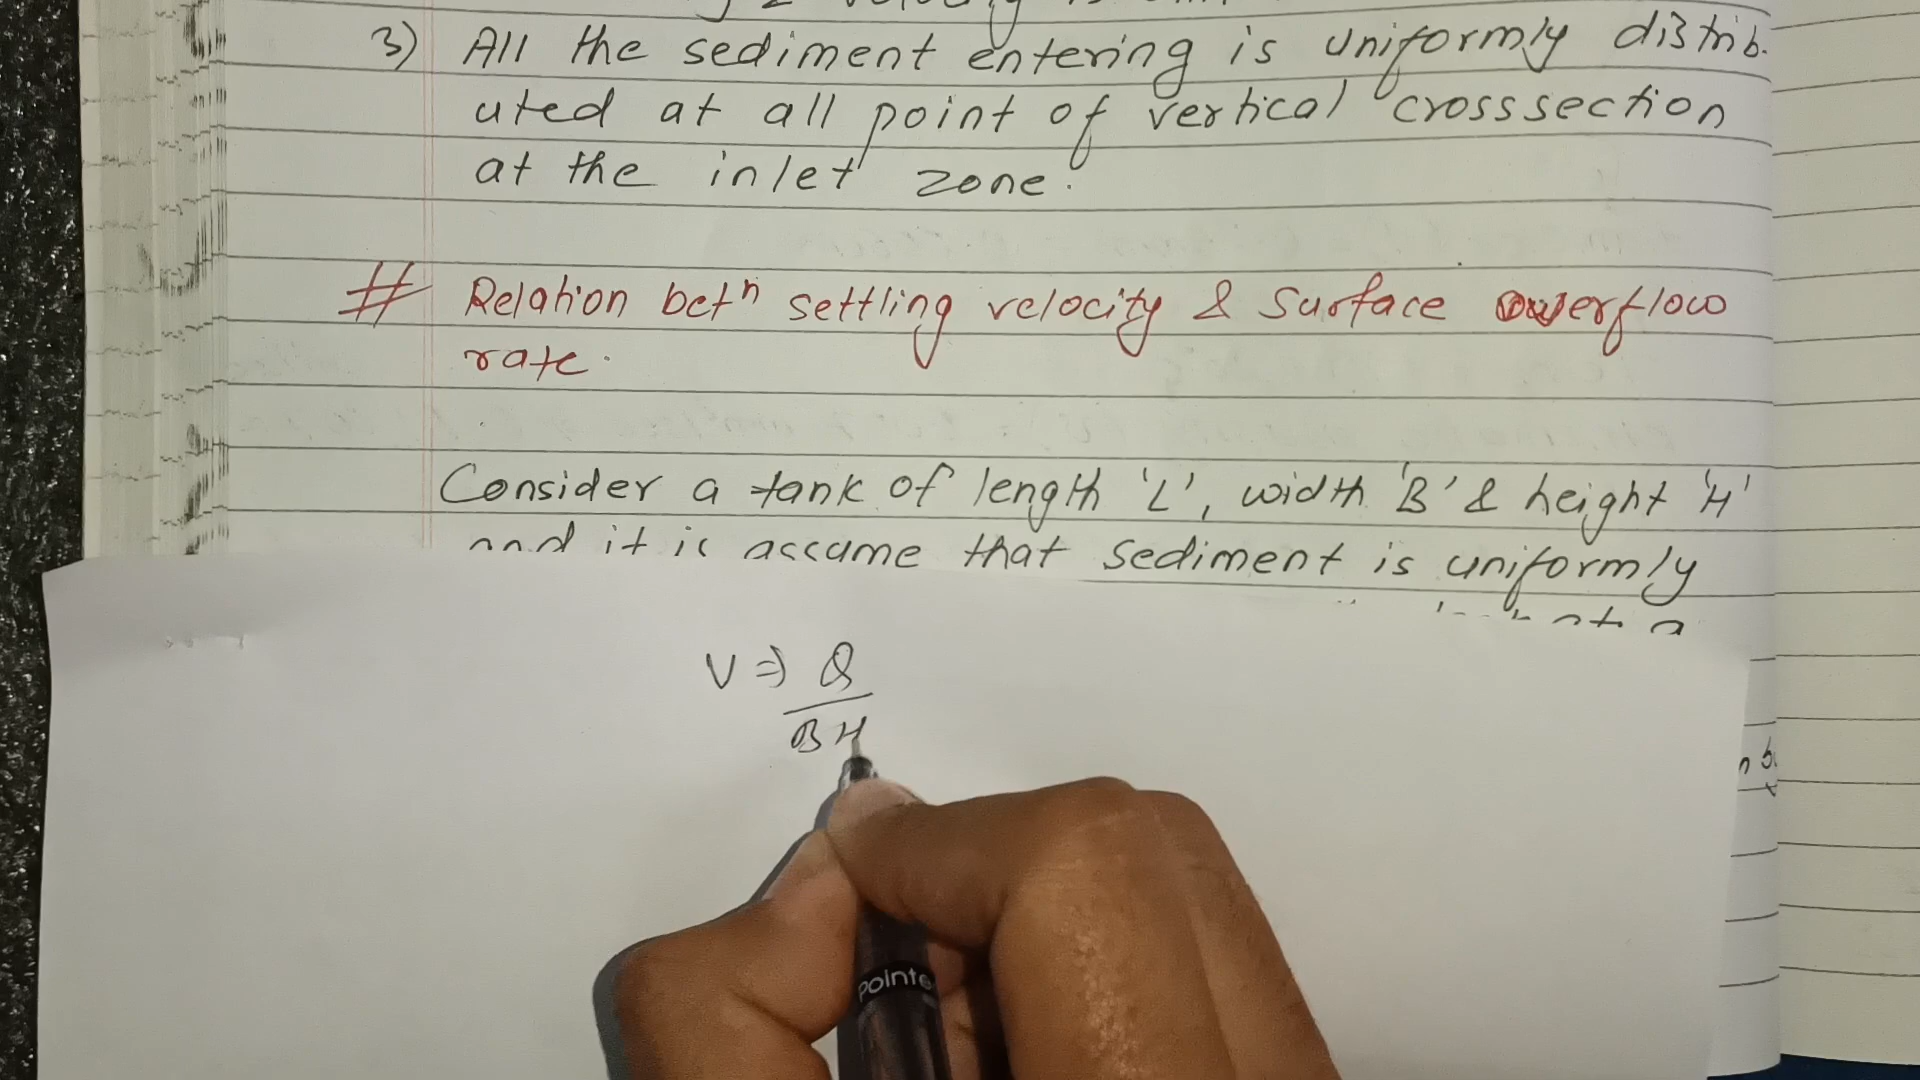 3) All the sediment entering is uniformly distrib.
uted at all point of vertical crosssection
at the inlet zone.
# Relation betⁿ settling velocity & surface overflow
rate.
Consider a tank of length 'L', width 'B' & height 'H'
and it is assume that sediment is uniformly
V ⇒ Q
BH
Pointe